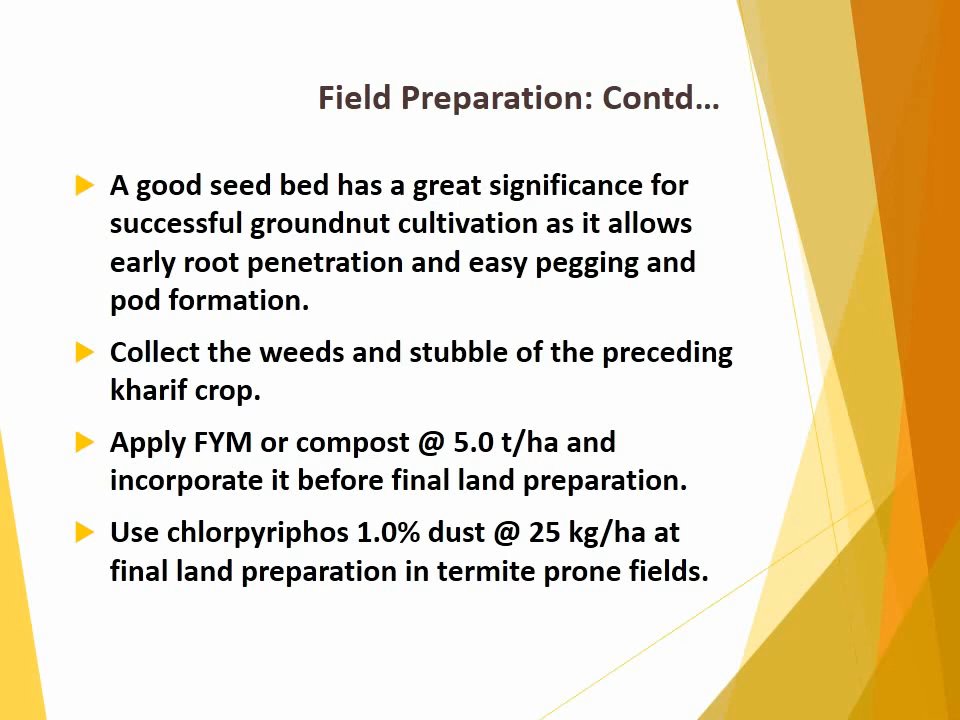 Field Preparation: Contd...
A good seed bed has a great significance for
successful groundnut cultivation as it allows
early root penetration and easy pegging and
pod formation.
Collect the weeds and stubble of the preceding
kharif crop.
Apply FYM or compost @ 5.0 t/ha and
incorporate it before final land preparation.
Use chlorpyriphos 1.0% dust @ 25 kg/ha at
final land preparation in termite prone fields.